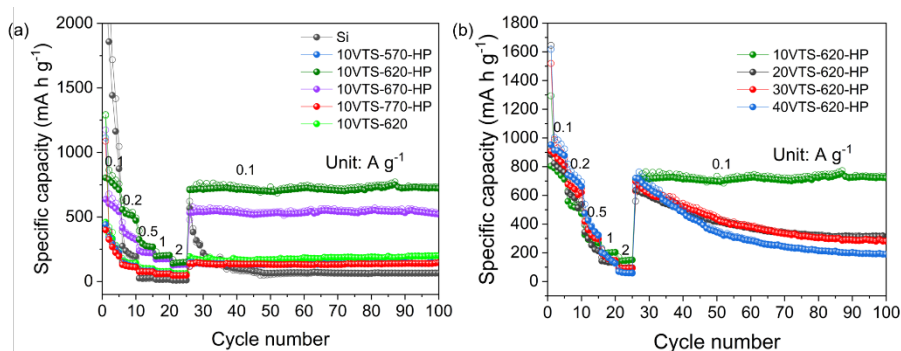 (a)
2000
1500
1000
500
0
Specific capacity (mA h g⁻¹)
Si
10VTS-570-HP
10VTS-620-HP
10VTS-670-HP
10VTS-770-HP
10VTS-620
Unit: A g⁻¹
0.1
0.2
0.5
1
2
0.1
0 10 20 30 40 50 60 70 80 90 100
Cycle number
(b)
1800
1600
1400
1200
1000
800
600
400
200
0
Specific capacity (mA h g⁻¹)
10VTS-620-HP
20VTS-620-HP
30VTS-620-HP
40VTS-620-HP
Unit: A g⁻¹
0.1
0.2
0.5
1
2
0.1
0 10 20 30 40 50 60 70 80 90 100
Cycle number